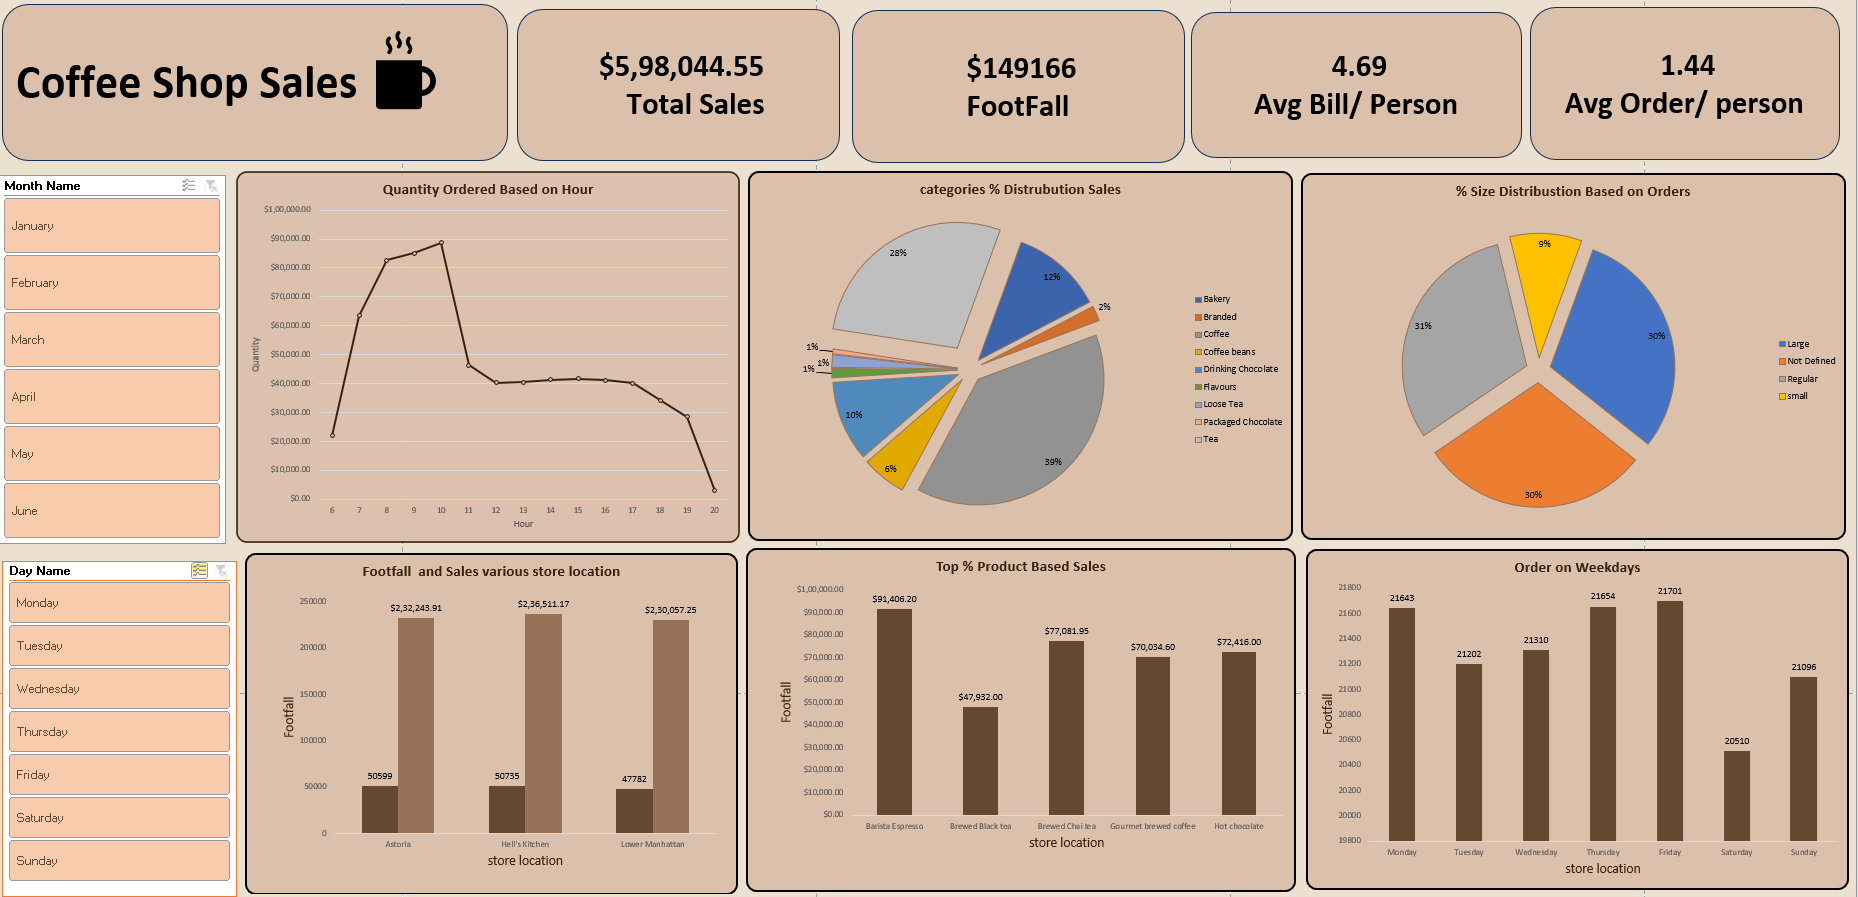 Coffee Shop Sales
$5,98,044.55
Total Sales
$149166
FootFall
4.69
Avg Bill/ Person
1.44
Avg Order/ person
Month Name
January
February
March
April
May
June
Quantity Ordered Based on Hour
$1,00,000.00
$90,000.00
$80,000.00
$70,000.00
$60,000.00
$50,000.00
$40,000.00
$30,000.00
$20,000.00
$10,000.00
$0.00
Quantity
6 7 8 9 10 11 12 13 14 15 16 17 18 19 20
Hour
categories % Distrubution Sales
28%
12%
2%
1%
1%
1%
10%
6%
39%
Bakery
Branded
Coffee
Coffee beans
Drinking Chocolate
Flavours
Loose Tea
Packaged Chocolate
Tea
% Size Distribustion Based on Orders
9%
31%
30%
30%
Large
Not Defined
Regular
small
Day Name
Monday
Tuesday
Wednesday
Thursday
Friday
Saturday
Sunday
Footfall and Sales various store location
250000
200000
150000
100000
50000
0
Footfall
$2,32,243.91
$2,36,511.17
$2,30,057.25
50599
50735
47782
Astoria Hell's Kitchen Lower Manhattan
store location
Top % Product Based Sales
$1,00,000.00
$90,000.00
$80,000.00
$70,000.00
$60,000.00
$50,000.00
$40,000.00
$30,000.00
$20,000.00
$10,000.00
$0.00
Footfall
$91,406.20
$47,932.00
$77,081.95
$70,034.60
$72,416.00
Barista Espresso Brewed Black tea Brewed Chai tea Gourmet brewed coffee Hot chocolate
store location
Order on Weekdays
21800
21600
21400
21200
21000
20800
20600
20400
20200
20000
19800
Footfall
21643
21202
21310
21654
21701
20510
21096
Monday Tuesday Wednesday Thursday Friday Saturday Sunday
store location